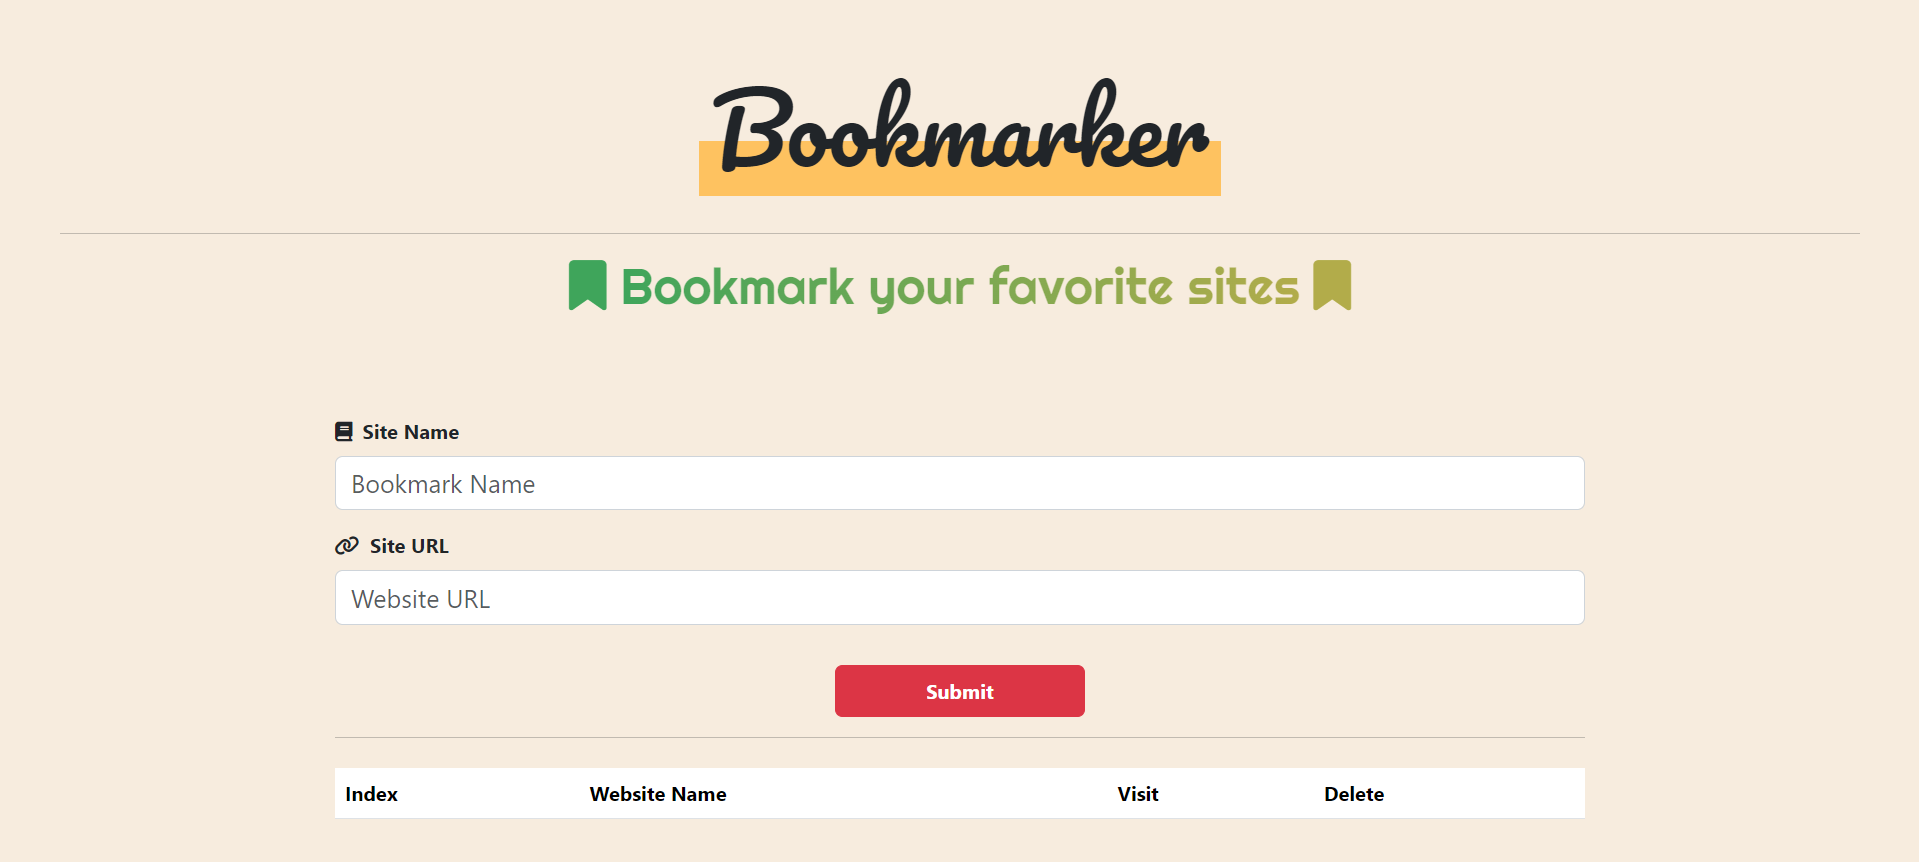 Bookmarker
Bookmark your favorite sites
Site Name
Bookmark Name
Site URL
Website URL
Submit
Index Website Name Visit Delete